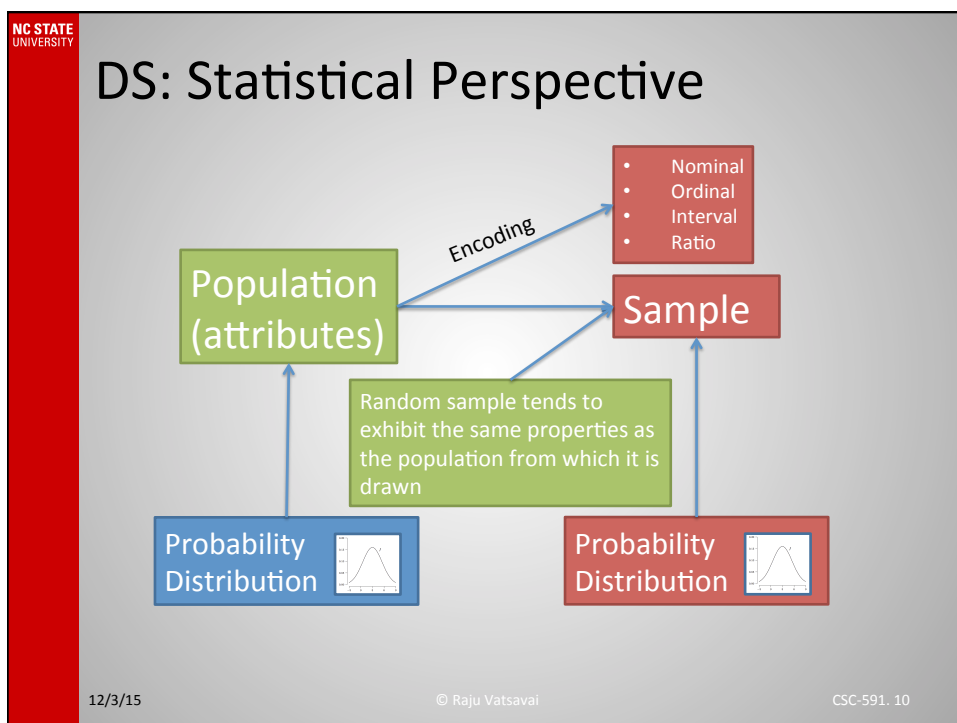 NC STATE
UNIVERSITY
DS: Statistical Perspective
• Nominal
• Ordinal
• Interval
• Ratio
Encoding
Population
(attributes)
Sample
Random sample tends to
exhibit the same properties as
the population from which it is
drawn
Probability
Distribution
Probability
Distribution
12/3/15
© Raju Vatsavai
CSC-591. 10